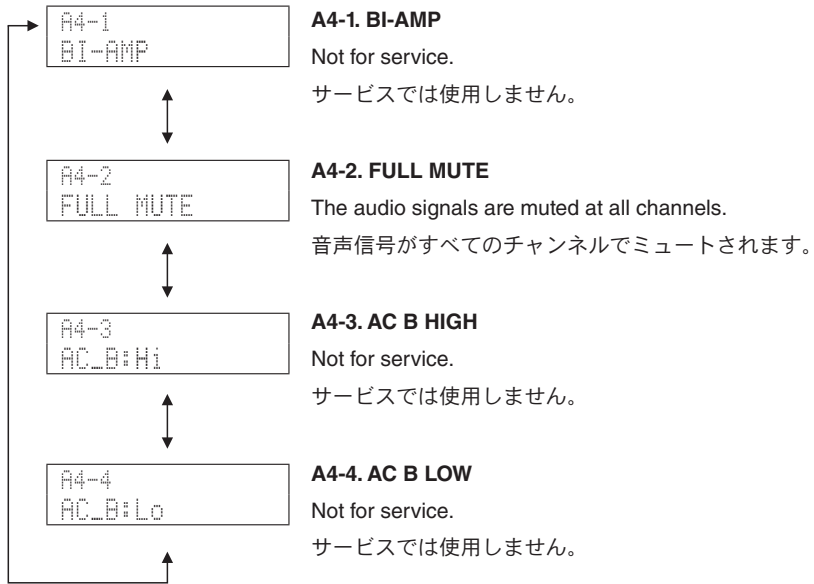 A4-1
BI-AMP
A4-1. BI-AMP
Not for service.
サービスでは使用しません。
A4-2
FULL MUTE
A4-2. FULL MUTE
The audio signals are muted at all channels.
音声信号がすべてのチャンネルでミュートされます。
A4-3
AC_B:Hi
A4-3. AC B HIGH
Not for service.
サービスでは使用しません。
A4-4
AC_B:Lo
A4-4. AC B LOW
Not for service.
サービスでは使用しません。